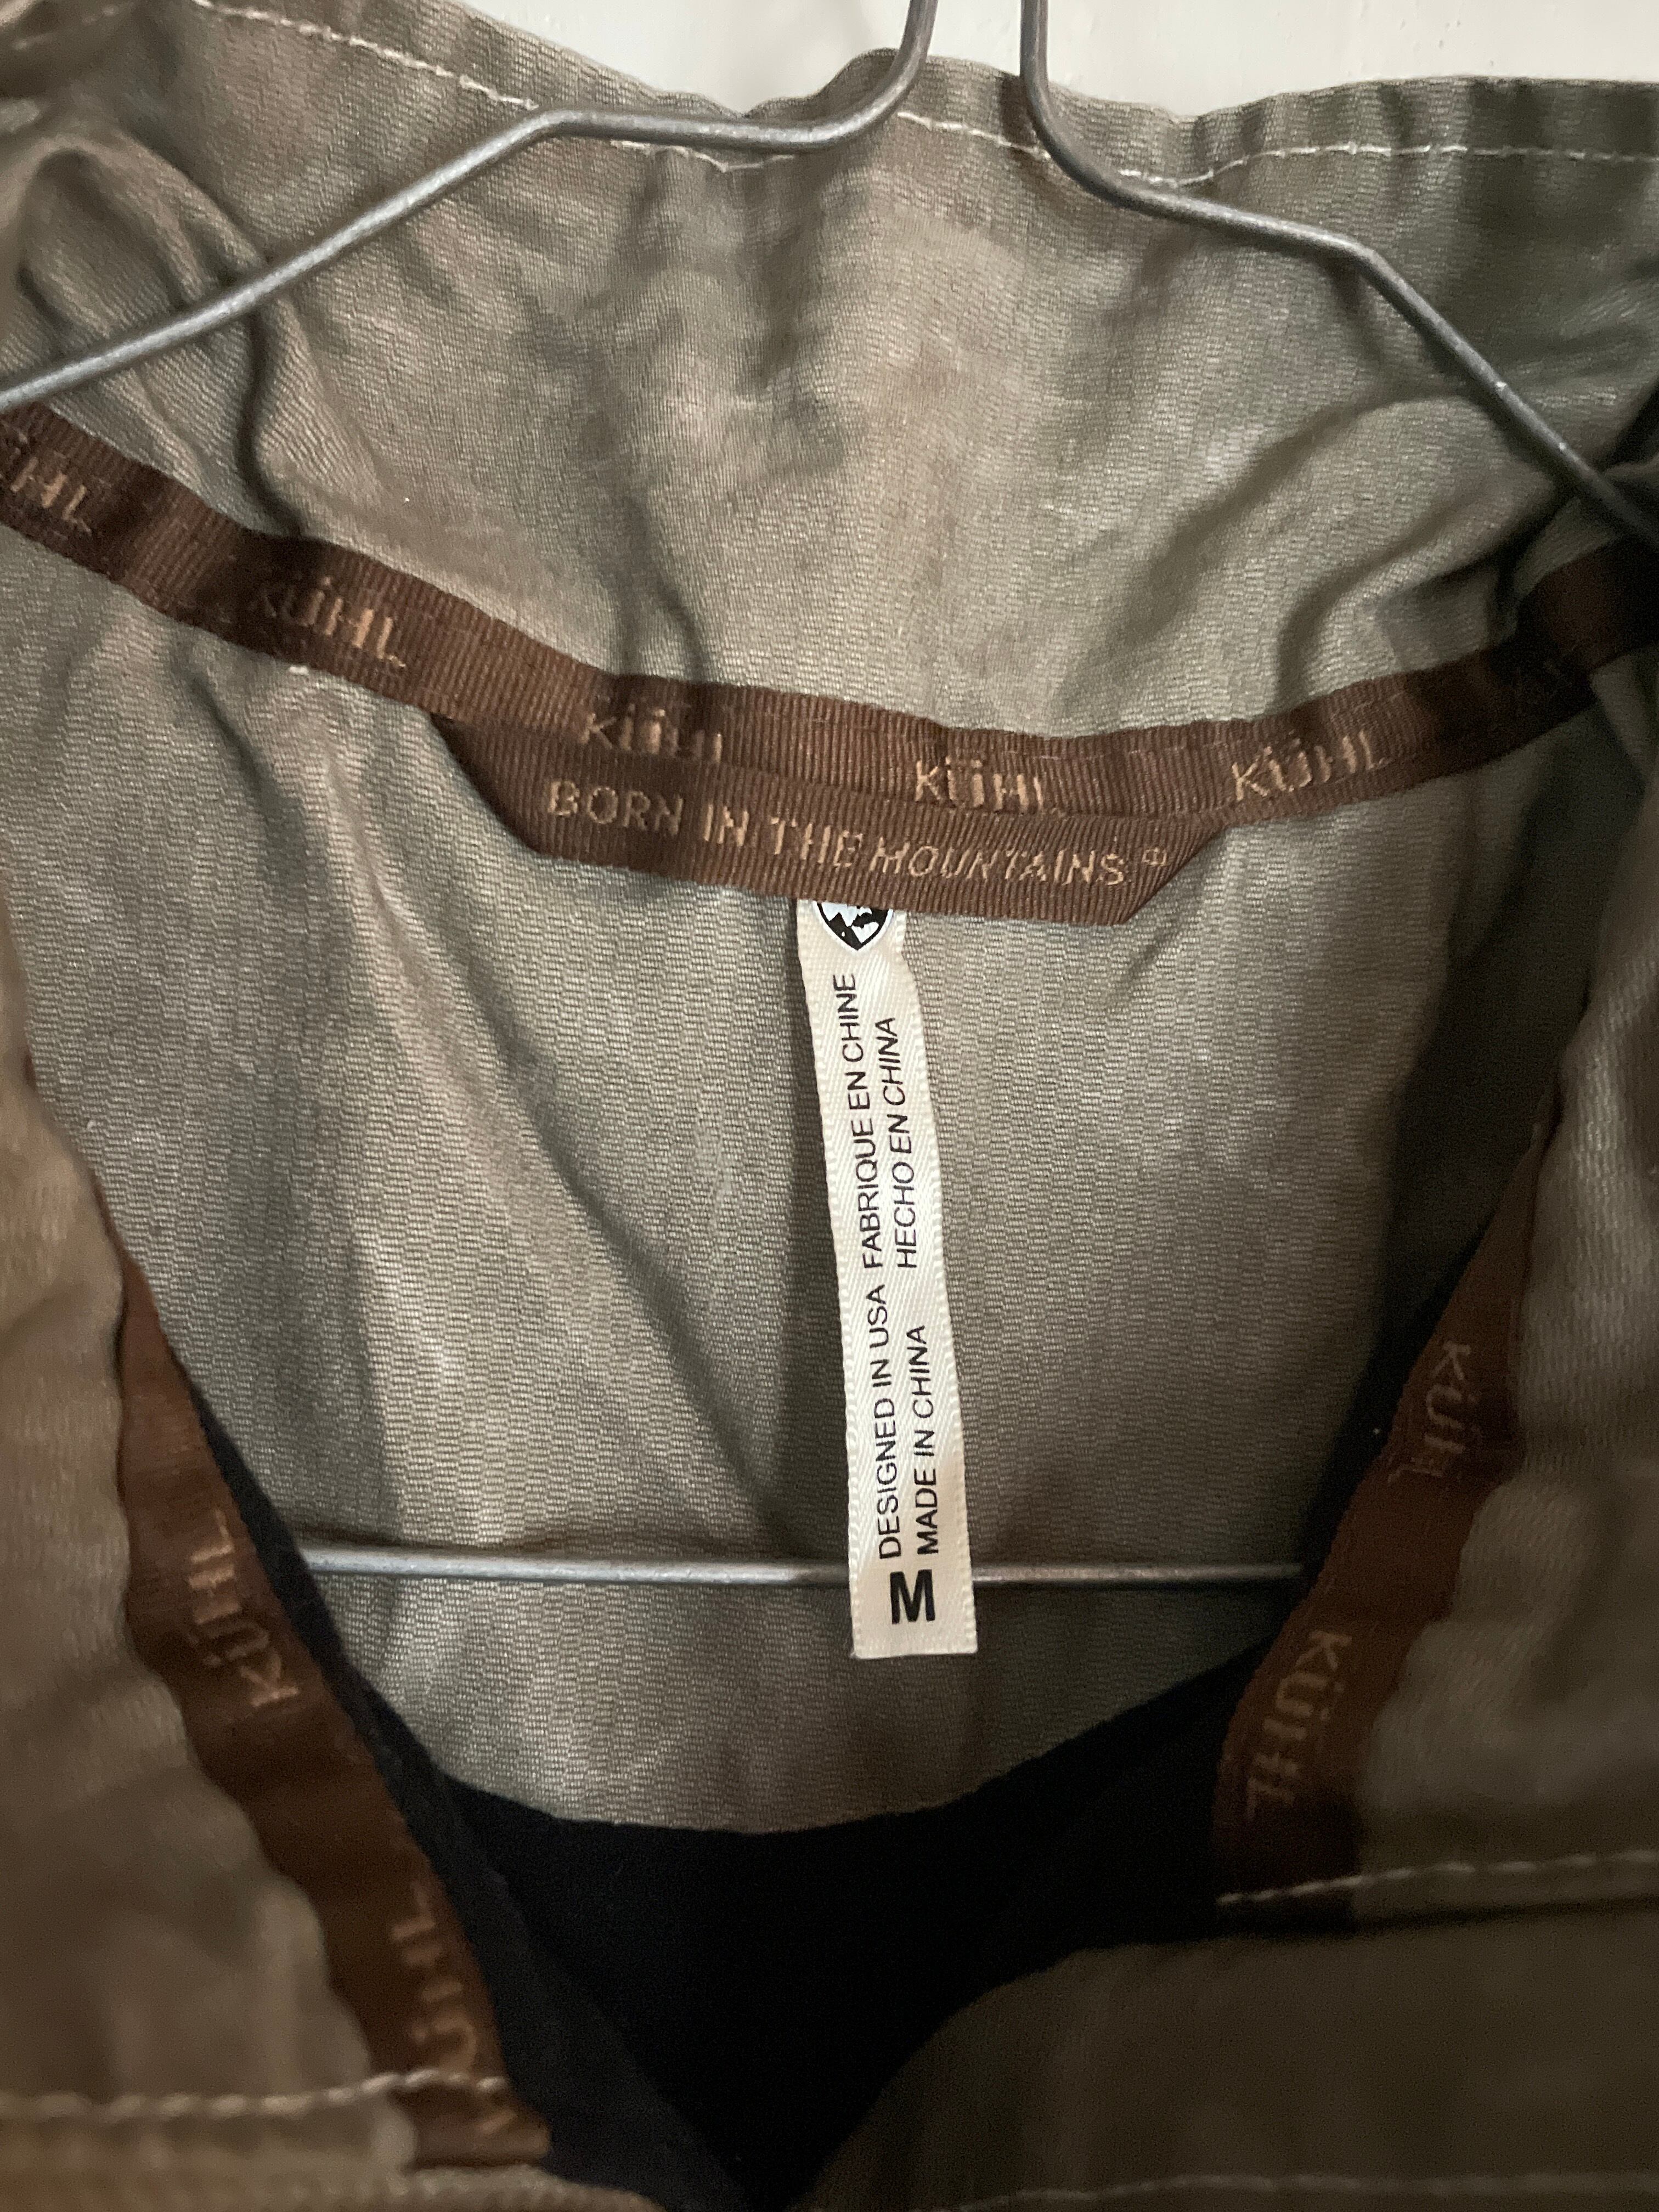 KÜHL
KÜHL
KÜHL
KÜHL
BORN IN THE MOUNTAINS®
DESIGNED IN USA FABRIQUE EN CHINE
MADE IN CHINA HECHO EN CHINA
M
KÜHL
KÜHL
KÜHL